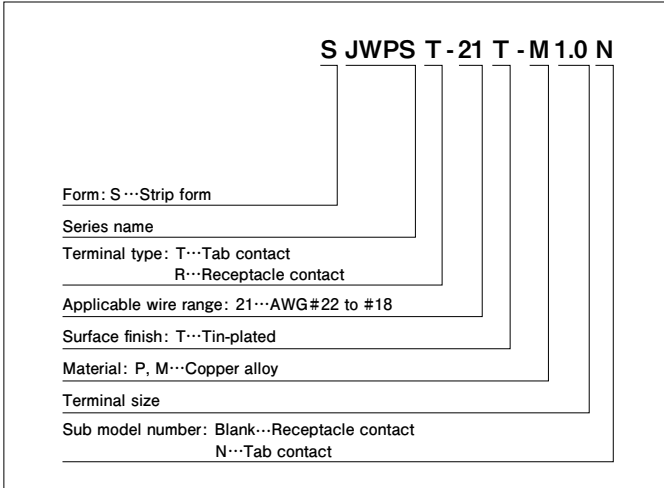 S JWPS T - 21 T - M 1.0 N
Form: S…Strip form
Series name
Terminal type: T…Tab contact
R…Receptacle contact
Applicable wire range: 21…AWG#22 to #18
Surface finish: T…Tin-plated
Material: P, M…Copper alloy
Terminal size
Sub model number: Blank…Receptacle contact
N…Tab contact